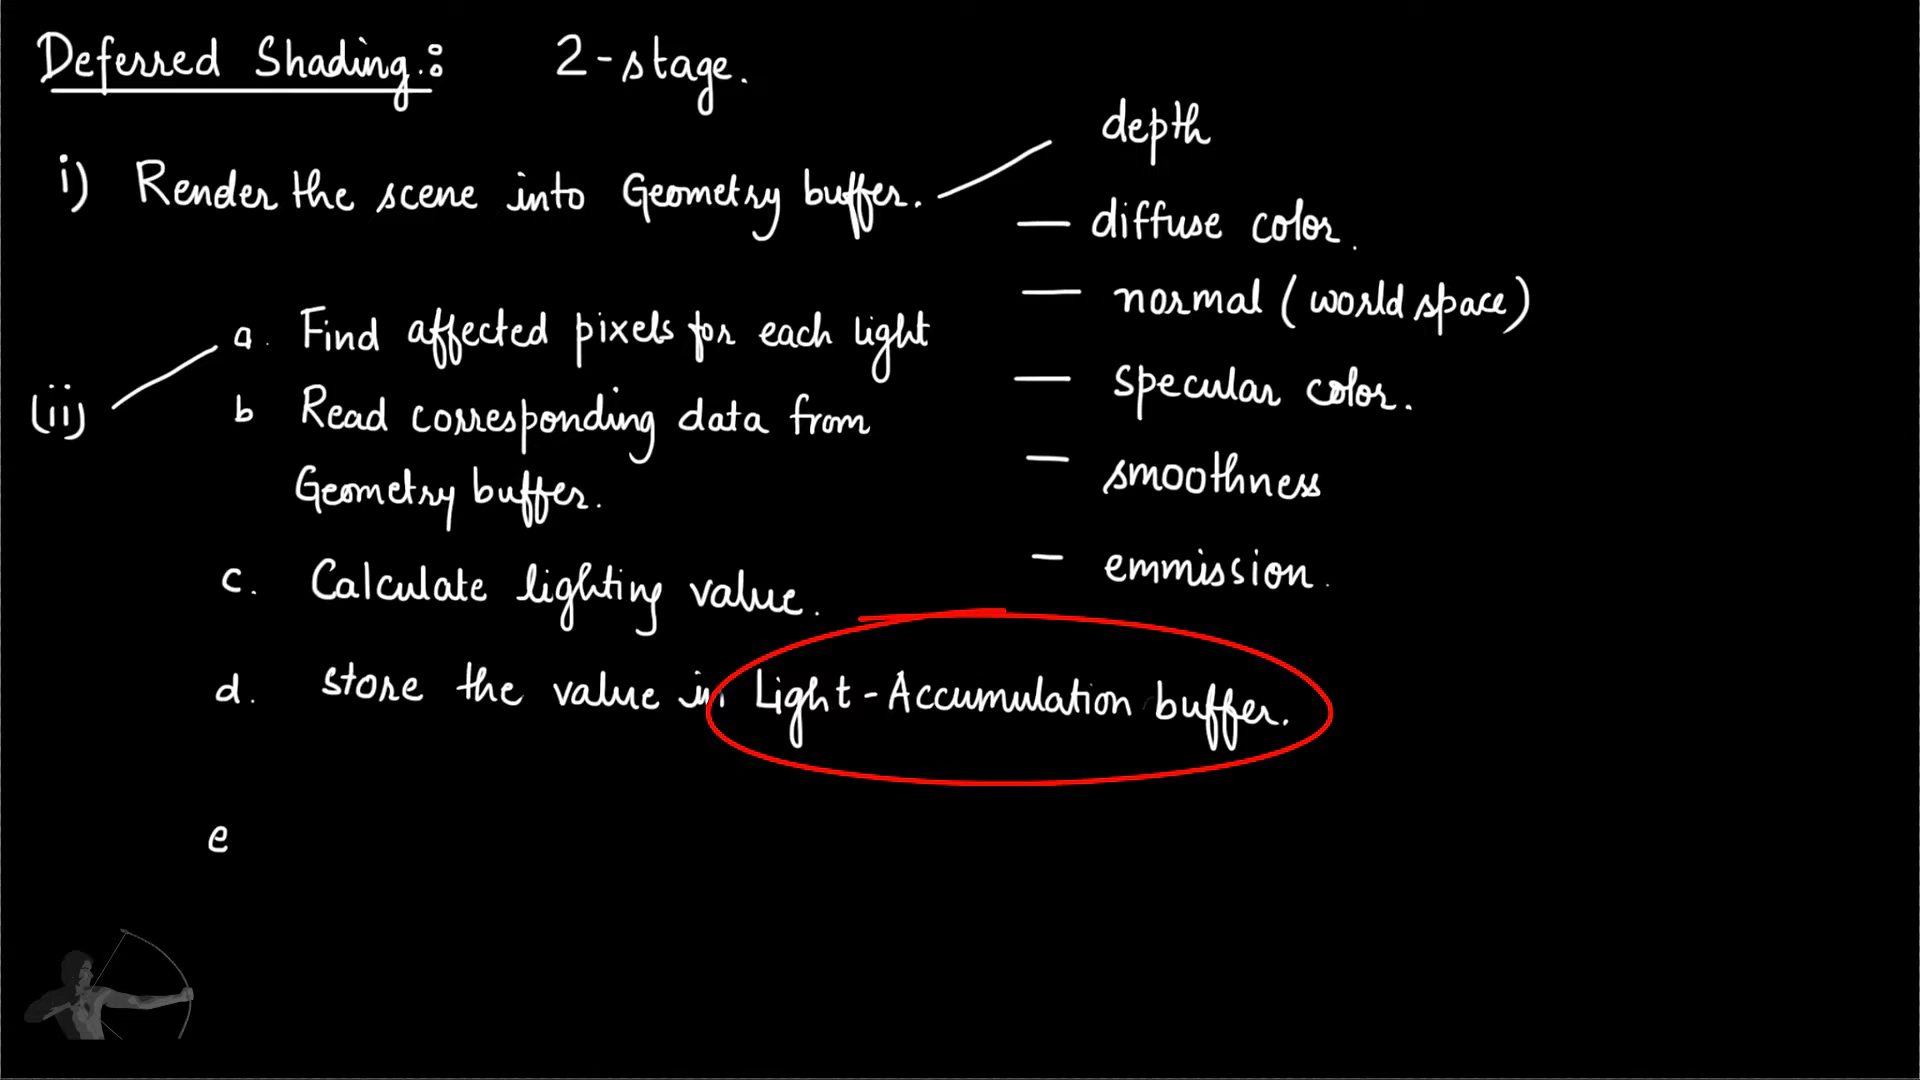 Deferred Shading : 2-stage.
i) Render the scene into Geometry buffer.
depth
— diffuse color.
— normal (world space)
— specular color.
— smoothness
— emmission.
(ii)
a. Find affected pixels for each light
b Read corresponding data from
Geometry buffer.
c. Calculate lighting value.
d. store the value in Light-Accumulation buffer.
e